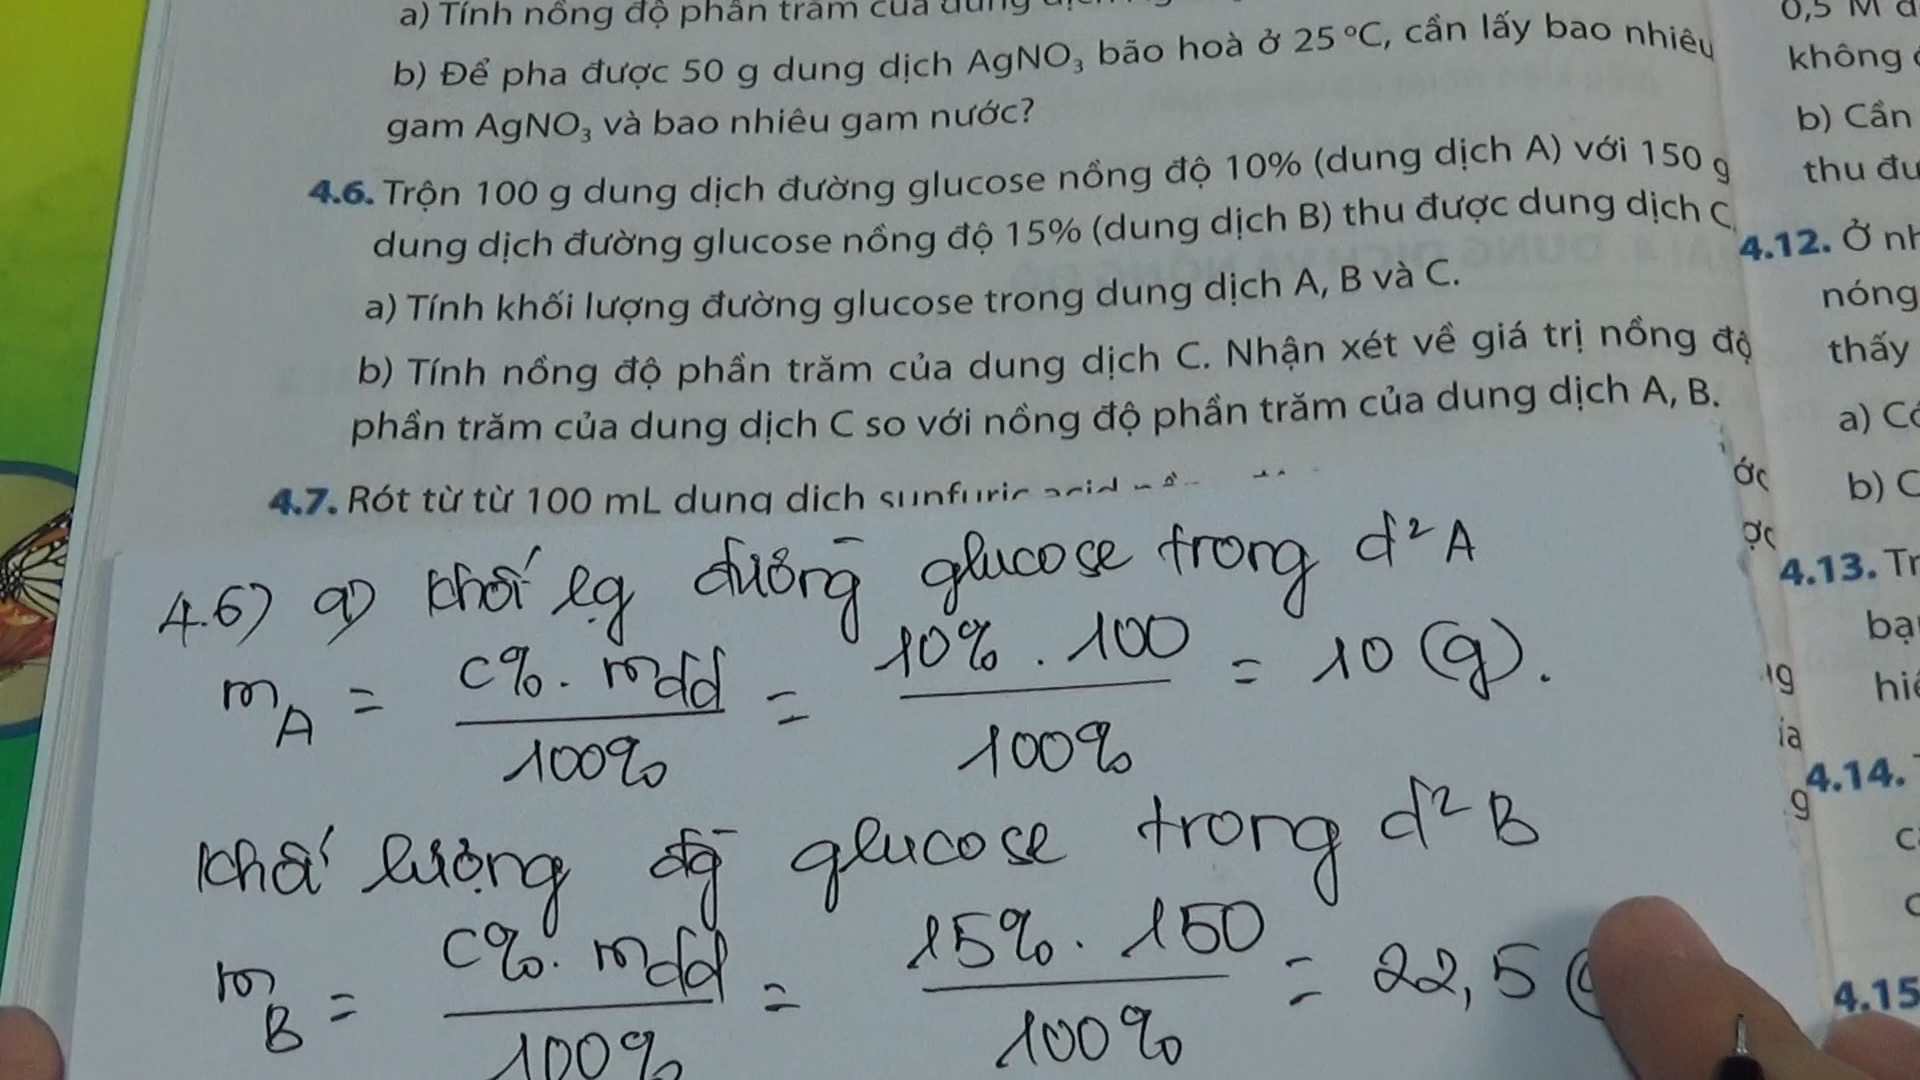 a) Tính nồng độ phần trăm của dung
b) Để pha được 50 g dung dịch AgNO₃ bão hoà ở 25 °C, cần lấy bao nhiêu
gam AgNO₃ và bao nhiêu gam nước?
4.6. Trộn 100 g dung dịch đường glucose nồng độ 10% (dung dịch A) với 150 g
dung dịch đường glucose nồng độ 15% (dung dịch B) thu được dung dịch C.
a) Tính khối lượng đường glucose trong dung dịch A, B và C.
b) Tính nồng độ phần trăm của dung dịch C. Nhận xét về giá trị nồng độ
phần trăm của dung dịch C so với nồng độ phần trăm của dung dịch A, B.
4.7. Rót từ từ 100 mL dung dịch sunfuric acid
4.6) a) Khối lg đường glucose trong d² A
m_A = C%. mdd / 100% = 10% . 100 / 100% = 10 (g).
Khối lượng đg glucose trong d² B
m_B = C%. mdd / 100% = 15% . 150 / 100% = 22,5
0,5 M
không
b) Cần
thu
4.12. Ở
nóng
thấy
a)
b)
4.13.
4.14.
4.15